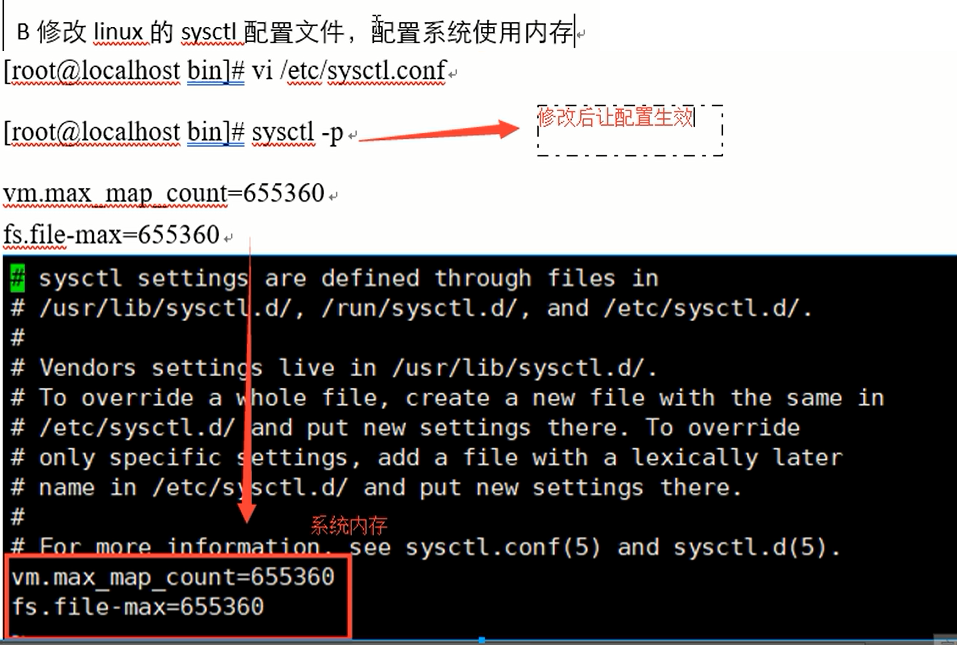 B 修改 linux 的 sysctl 配置文件，配置系统使用内存
[root@localhost bin]# vi /etc/sysctl.conf
[root@localhost bin]# sysctl -p
修改后让配置生效
vm.max_map_count=655360
fs.file-max=655360
# sysctl settings are defined through files in
# /usr/lib/sysctl.d/, /run/sysctl.d/, and /etc/sysctl.d/.
#
# Vendors settings live in /usr/lib/sysctl.d/.
# To override a whole file, create a new file with the same in
# /etc/sysctl.d/ and put new settings there. To override
# only specific settings, add a file with a lexically later
# name in /etc/sysctl.d/ and put new settings there.
#
系统内存
# For more information, see sysctl.conf(5) and sysctl.d(5).
vm.max_map_count=655360
fs.file-max=655360